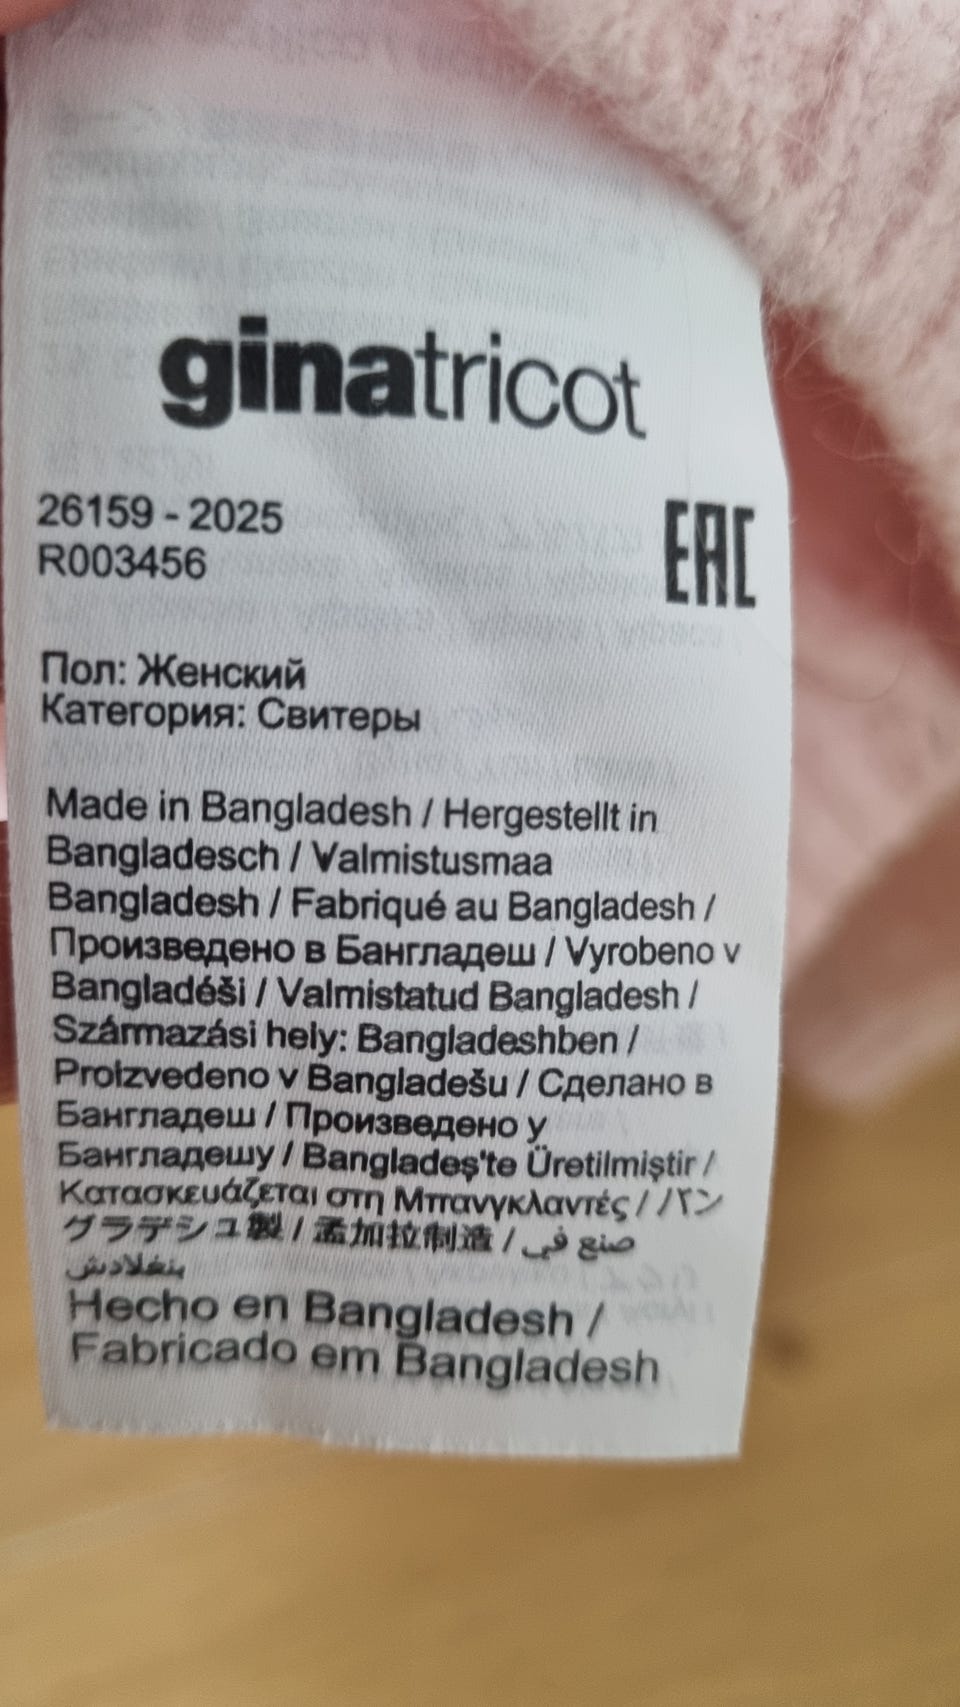 ginatricot
26159 - 2025
R003456
EAC
Пол: Женский
Категория: Свитеры
Made in Bangladesh / Hergestellt in
Bangladesch / Valmistusmaa
Bangladesh / Fabriqué au Bangladesh /
Произведено в Бангладеш / Vyrobeno v
Bangladéši / Valmistatud Bangladesh /
Származási hely: Bangladeshben /
Proizvedeno v Bangladešu / Сделано в
Бангладеш / Произведено у
Бангладешу / Bangladeş'te Üretilmiştir /
Κατασκευάζεται στη Μπανγκλαντές / バン
グラデシュ製 / 孟加拉制造 / صنع في
بنغلادش
Hecho en Bangladesh /
Fabricado em Bangladesh